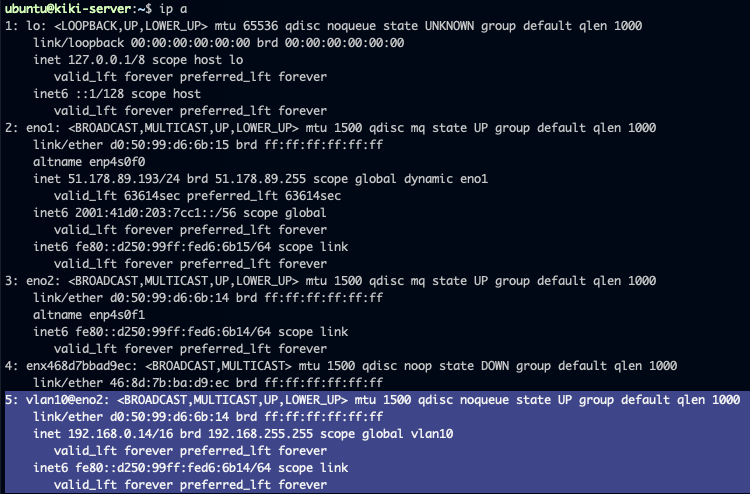 ubuntu@kiki-server:~$ ip a
1: lo: <LOOPBACK,UP,LOWER_UP> mtu 65536 qdisc noqueue state UNKNOWN group default qlen 1000
    link/loopback 00:00:00:00:00:00 brd 00:00:00:00:00:00
    inet 127.0.0.1/8 scope host lo
       valid_lft forever preferred_lft forever
    inet6 ::1/128 scope host
       valid_lft forever preferred_lft forever
2: eno1: <BROADCAST,MULTICAST,UP,LOWER_UP> mtu 1500 qdisc mq state UP group default qlen 1000
    link/ether d0:50:99:d6:6b:15 brd ff:ff:ff:ff:ff:ff
    altname enp4s0f0
    inet 51.178.89.193/24 brd 51.178.89.255 scope global dynamic eno1
       valid_lft 63614sec preferred_lft 63614sec
    inet6 2001:41d0:203:7cc1::/56 scope global
       valid_lft forever preferred_lft forever
    inet6 fe80::d250:99ff:fed6:6b15/64 scope link
       valid_lft forever preferred_lft forever
3: eno2: <BROADCAST,MULTICAST,UP,LOWER_UP> mtu 1500 qdisc mq state UP group default qlen 1000
    link/ether d0:50:99:d6:6b:14 brd ff:ff:ff:ff:ff:ff
    altname enp4s0f1
    inet6 fe80::d250:99ff:fed6:6b14/64 scope link
       valid_lft forever preferred_lft forever
4: enx468d7bbad9ec: <BROADCAST,MULTICAST> mtu 1500 qdisc noop state DOWN group default qlen 1000
    link/ether 46:8d:7b:ba:d9:ec brd ff:ff:ff:ff:ff:ff
5: vlan10@eno2: <BROADCAST,MULTICAST,UP,LOWER_UP> mtu 1500 qdisc noqueue state UP group default qlen 1000
    link/ether d0:50:99:d6:6b:14 brd ff:ff:ff:ff:ff:ff
    inet 192.168.0.14/16 brd 192.168.255.255 scope global vlan10
       valid_lft forever preferred_lft forever
    inet6 fe80::d250:99ff:fed6:6b14/64 scope link
       valid_lft forever preferred_lft forever